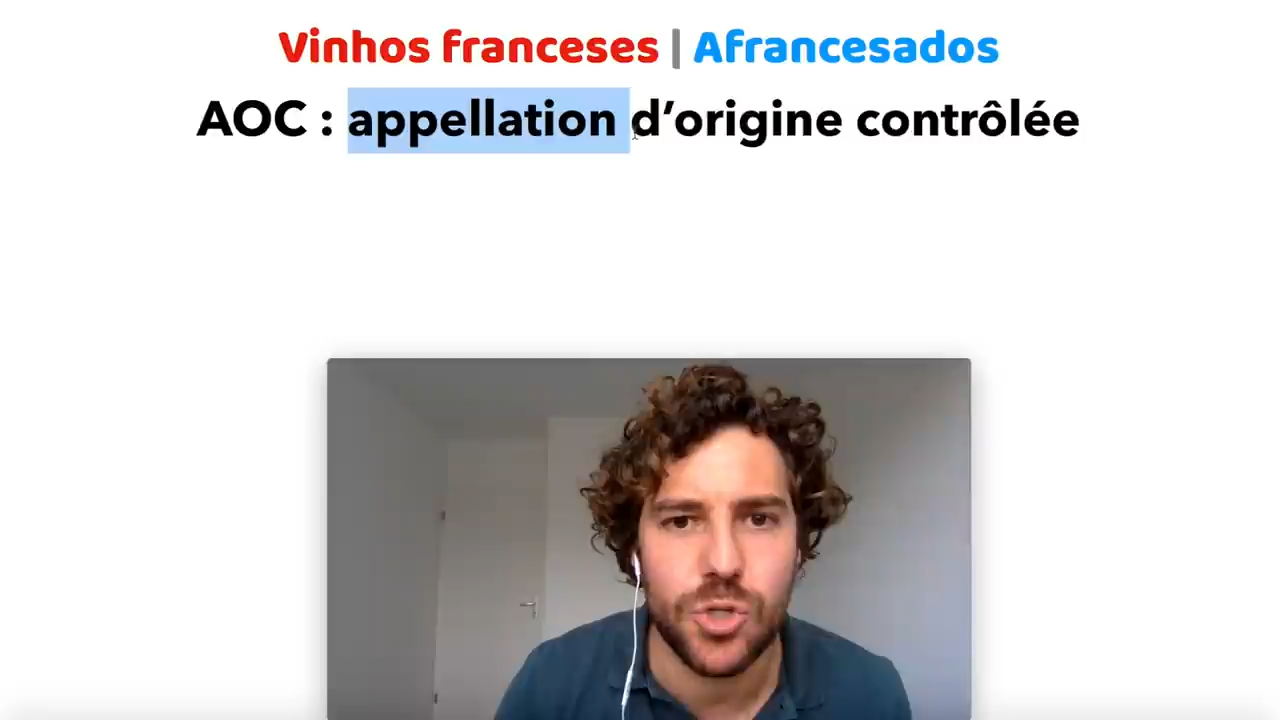 Vinhos franceses | Afrancesados
AOC : appellation d’origine contrôlée